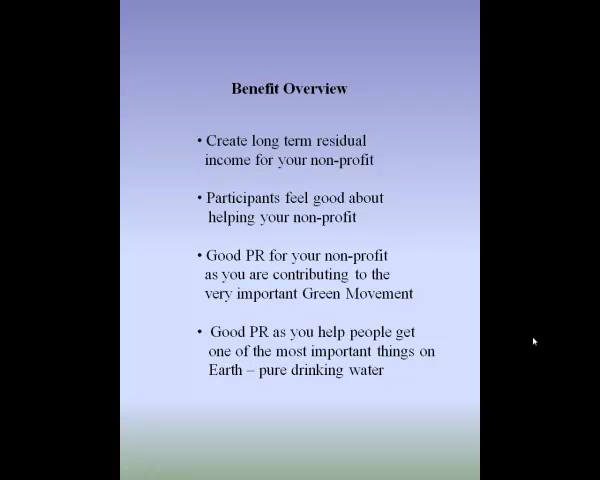 Benefit Overview
• Create long term residual
income for your non-profit
• Participants feel good about
helping your non-profit
• Good PR for your non-profit
as you are contributing to the
very important Green Movement
• Good PR as you help people get
one of the most important things on
Earth – pure drinking water